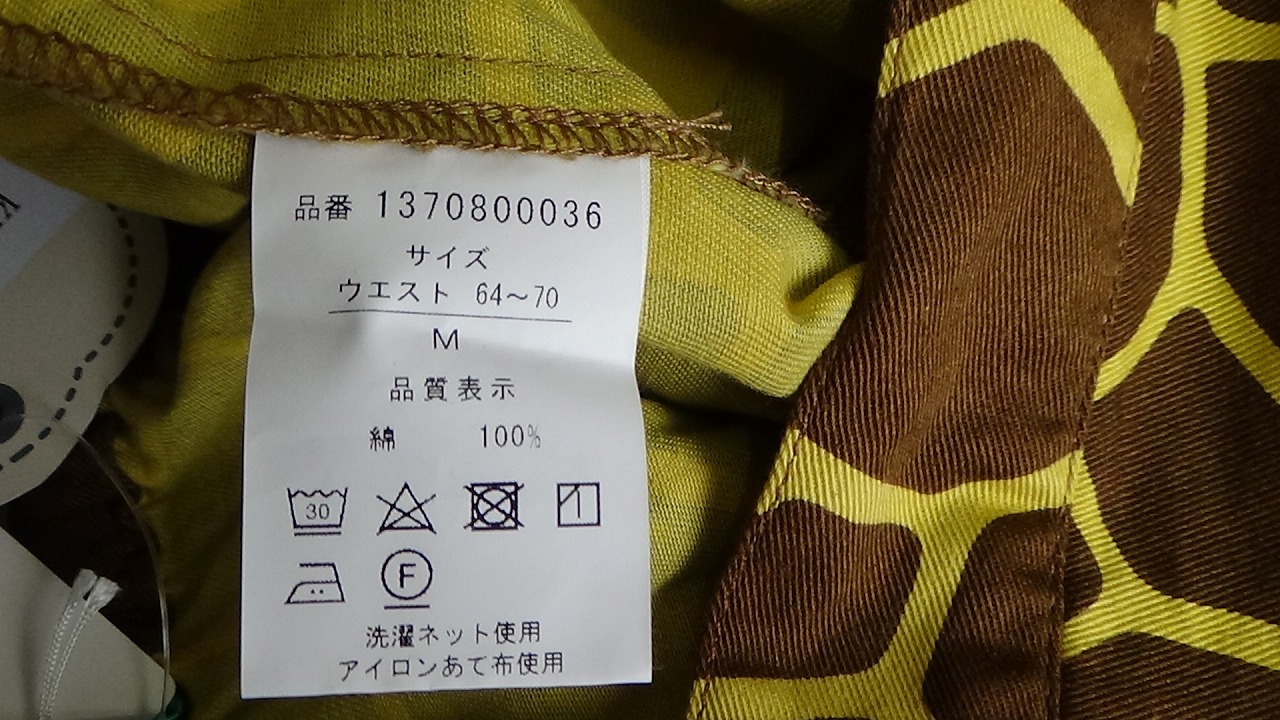 品番 1370800036
サイズ
ウエスト 64～70
M
品質表示
綿 100%
30
F
洗濯ネット使用
アイロンあて布使用
K